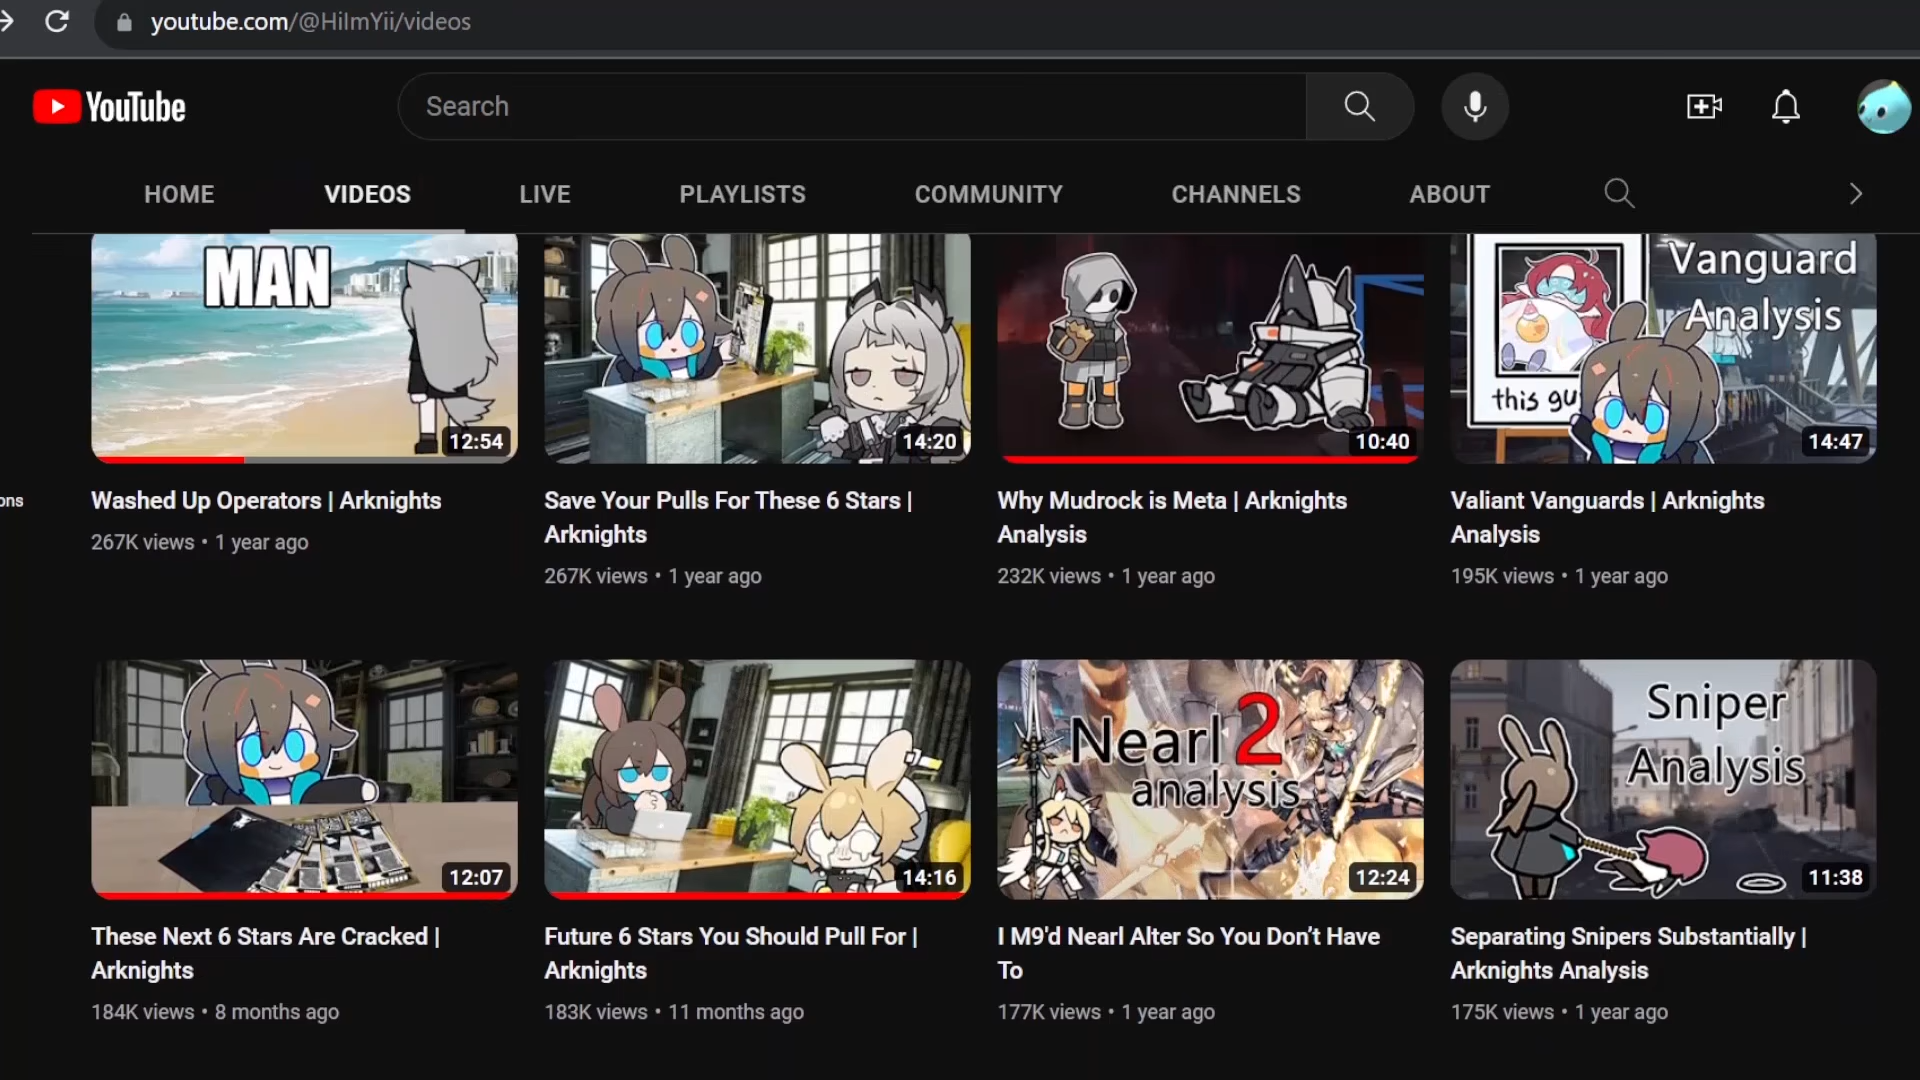 youtube.com/@HiImYii/videos
YouTube
Search
HOME
VIDEOS
LIVE
PLAYLISTS
COMMUNITY
CHANNELS
ABOUT
MAN
12:54
14:20
10:40
Vanguard
Analysis
this gu
14:47
ons
Washed Up Operators | Arknights
267K views • 1 year ago
Save Your Pulls For These 6 Stars |
Arknights
267K views • 1 year ago
Why Mudrock is Meta | Arknights
Analysis
232K views • 1 year ago
Valiant Vanguards | Arknights
Analysis
195K views • 1 year ago
12:07
14:16
Nearl 2
analysis
12:24
Sniper
Analysis
11:38
These Next 6 Stars Are Cracked |
Arknights
184K views • 8 months ago
Future 6 Stars You Should Pull For |
Arknights
183K views • 11 months ago
I M9'd Nearl Alter So You Don’t Have
To
177K views • 1 year ago
Separating Snipers Substantially |
Arknights Analysis
175K views • 1 year ago